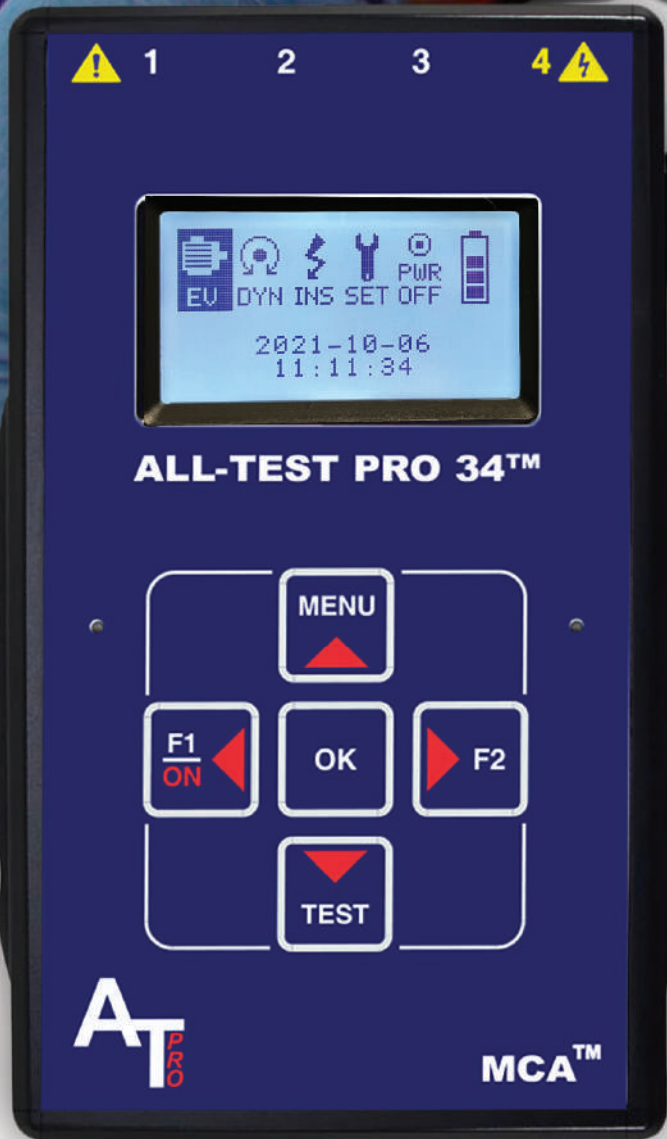 1 2 3 4
EV DYN INS SET PWR OFF
2021-10-06
11:11:34
ALL-TEST PRO 34™
MENU
F1 ON
OK
F2
TEST
AT PRO
MCA™